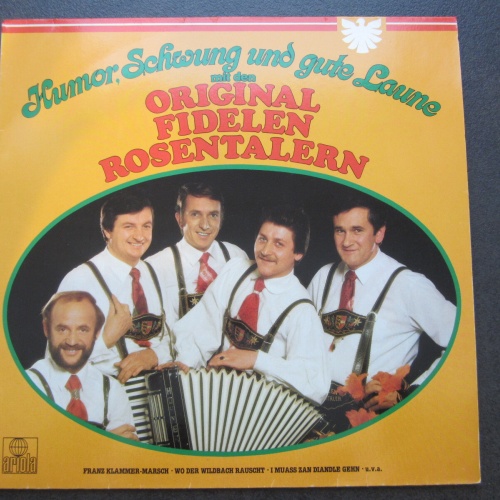 Humor, Schwung und gute Laune
mit den
ORIGINAL
FIDELEN
ROSENTALERN
ariola
FRANZ KLAMMER-MARSCH · WO DER WILDBACH RAUSCHT · I MUASS ZAN DIANDLE GEHN · u.v.a.